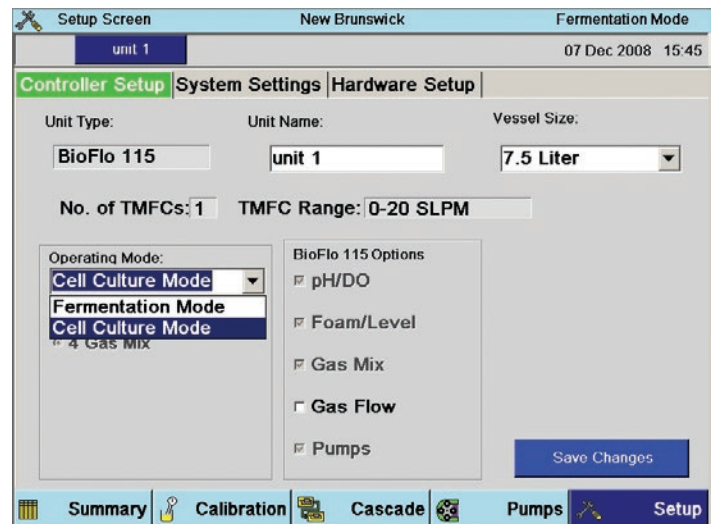 Setup Screen New Brunswick Fermentation Mode
unit 1 07 Dec 2008 15:45
Controller Setup System Settings Hardware Setup
Unit Type: Unit Name: Vessel Size:
BioFlo 115 unit 1 7.5 Liter
No. of TMFCs: 1 TMFC Range: 0-20 SLPM
Operating Mode:
Cell Culture Mode
Fermentation Mode
Cell Culture Mode
4 Gas Mix
BioFlo 115 Options
pH/DO
Foam/Level
Gas Mix
Gas Flow
Pumps
Save Changes
Summary Calibration Cascade Pumps Setup